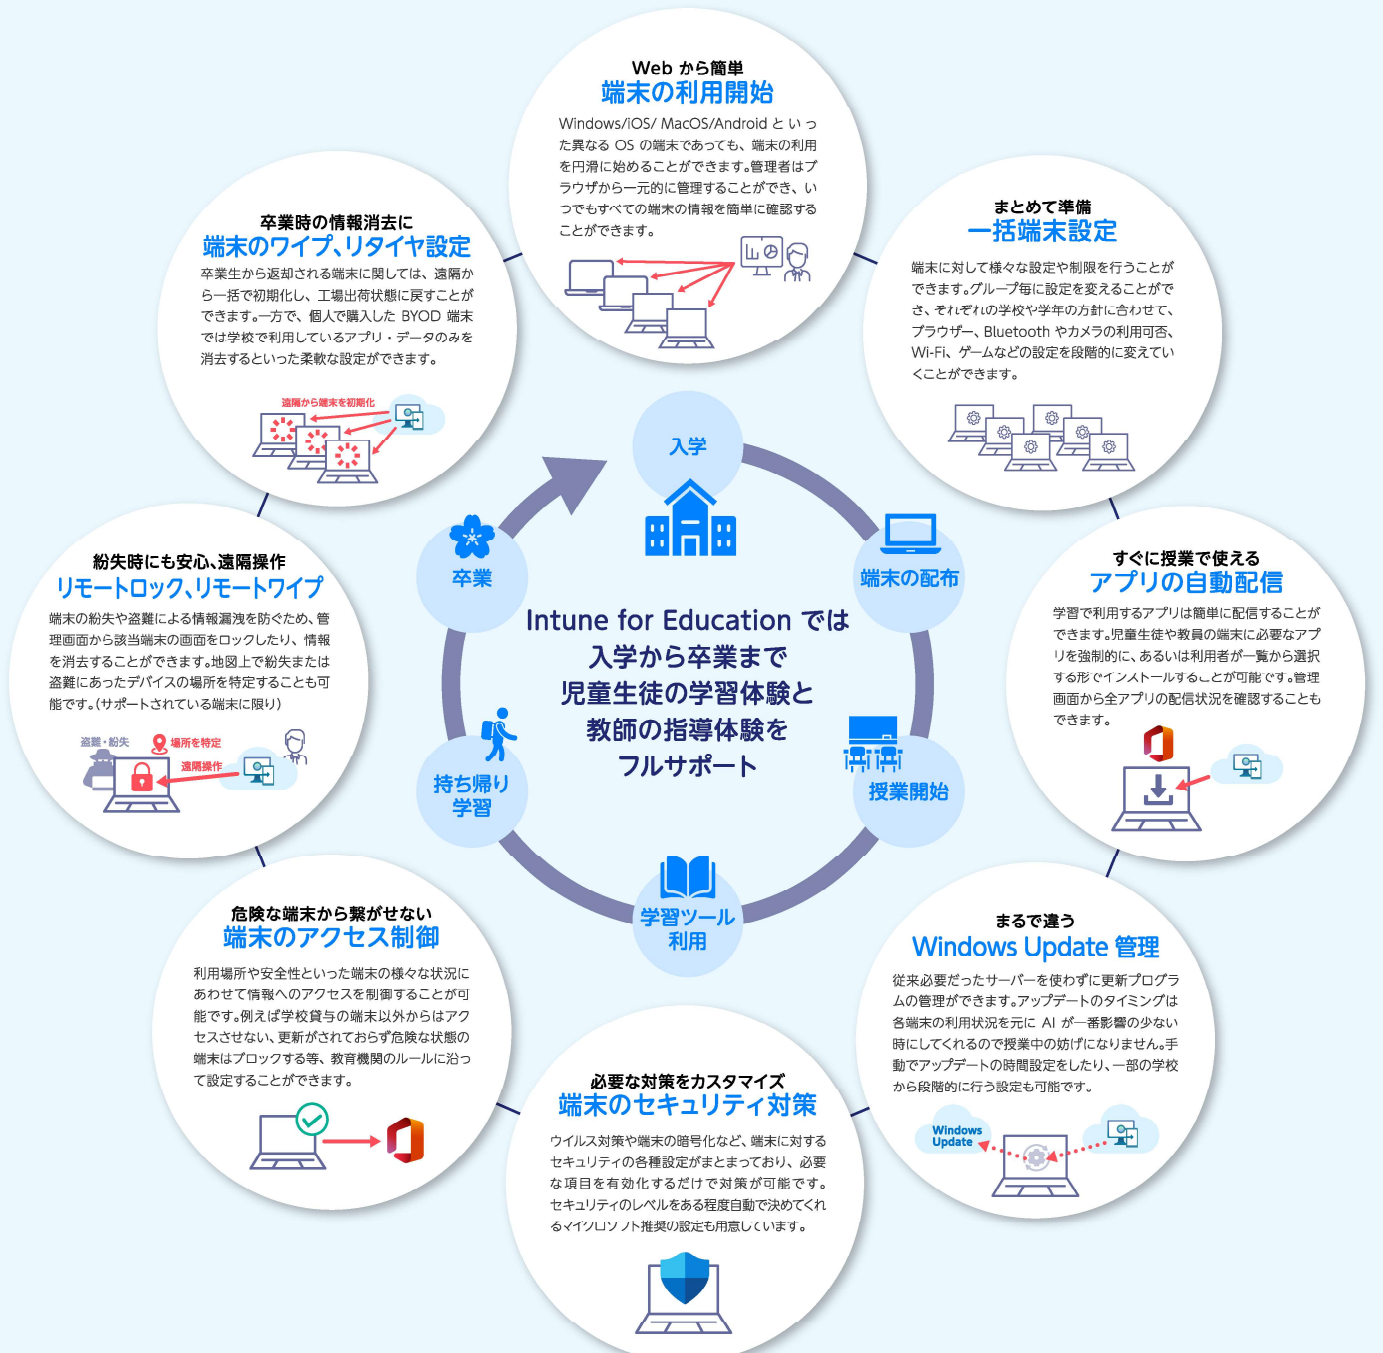 Web から簡単
端末の利用開始
Windows/iOS/ MacOS/Android といっ
た異なる OS の端末であっても、端末の利用
を円滑に始めることができます。管理者はブ
ラウザから一元的に管理することができ、い
つでもすべての端末の情報を簡単に確認する
ことができます。
まとめて準備
一括端末設定
端末に対して様々な設定や制限を行うことが
できます。グループ毎に設定を変えることがで
き、それぞれの学校や学年の方針に合わせて、
ブラウザー、Bluetooth やカメラの利用可否、
Wi-Fi、ゲームなどの設定を段階的に変えてい
くことができます。
すぐに授業で使える
アプリの自動配信
学習で利用するアプリは簡単に配信することが
できます。児童生徒や教員の端末に必要なアプ
リを強制的に、あるいは利用者が一覧から選択
する形でインストールすることが可能です。管理
画面から全アプリの配信状況を確認することも
できます。
まるで違う
Windows Update 管理
従来必要だったサーバーを使わずに更新プログラ
ムの管理ができます。アップデートのタイミングは
各端末の利用状況を元に AI が一番影響の少ない
時にしてくれるので授業中の妨げになりません。手
動でアップデートの時間設定をしたり、一部の学校
から段階的に行う設定も可能です。
Windows
Update
必要な対策をカスタマイズ
端末のセキュリティ対策
ウイルス対策や端末の暗号化など、端末に対する
セキュリティの各種設定がまとまっており、必要
な項目を有効化するだけで対策が可能です。
セキュリティのレベルをある程度自動で決めてくれ
るマイクロソフト推奨の設定も用意しています。
危険な端末から繋がせない
端末のアクセス制御
利用場所や安全性といった端末の様々な状況に
あわせて情報へのアクセスを制御することが可
能です。例えば学校貸与の端末以外からはアク
セスさせない、更新がされておらず危険な状態の
端末はブロックする等、教育機関のルールに沿っ
て設定することができます。
紛失時にも安心、遠隔操作
リモートロック、リモートワイプ
端末の紛失や盗難による情報漏洩を防ぐため、管
理画面から該当端末の画面をロックしたり、情報
を消去することができます。地図上で紛失または
盗難にあったデバイスの場所を特定することも可
能です。（サポートされている端末に限り）
盗難・紛失
場所を特定
遠隔操作
卒業時の情報消去に
端末のワイプ、リタイヤ設定
卒業生から返却される端末に関しては、遠隔か
ら一括で初期化し、工場出荷状態に戻すことが
できます。一方で、個人で購入した BYOD 端末
では学校で利用しているアプリ・データのみを
消去するといった柔軟な設定ができます。
遠隔から端末を初期化
入学
端末の配布
授業開始
学習ツール
利用
持ち帰り
学習
卒業
Intune for Education では
入学から卒業まで
児童生徒の学習体験と
教師の指導体験を
フルサポート